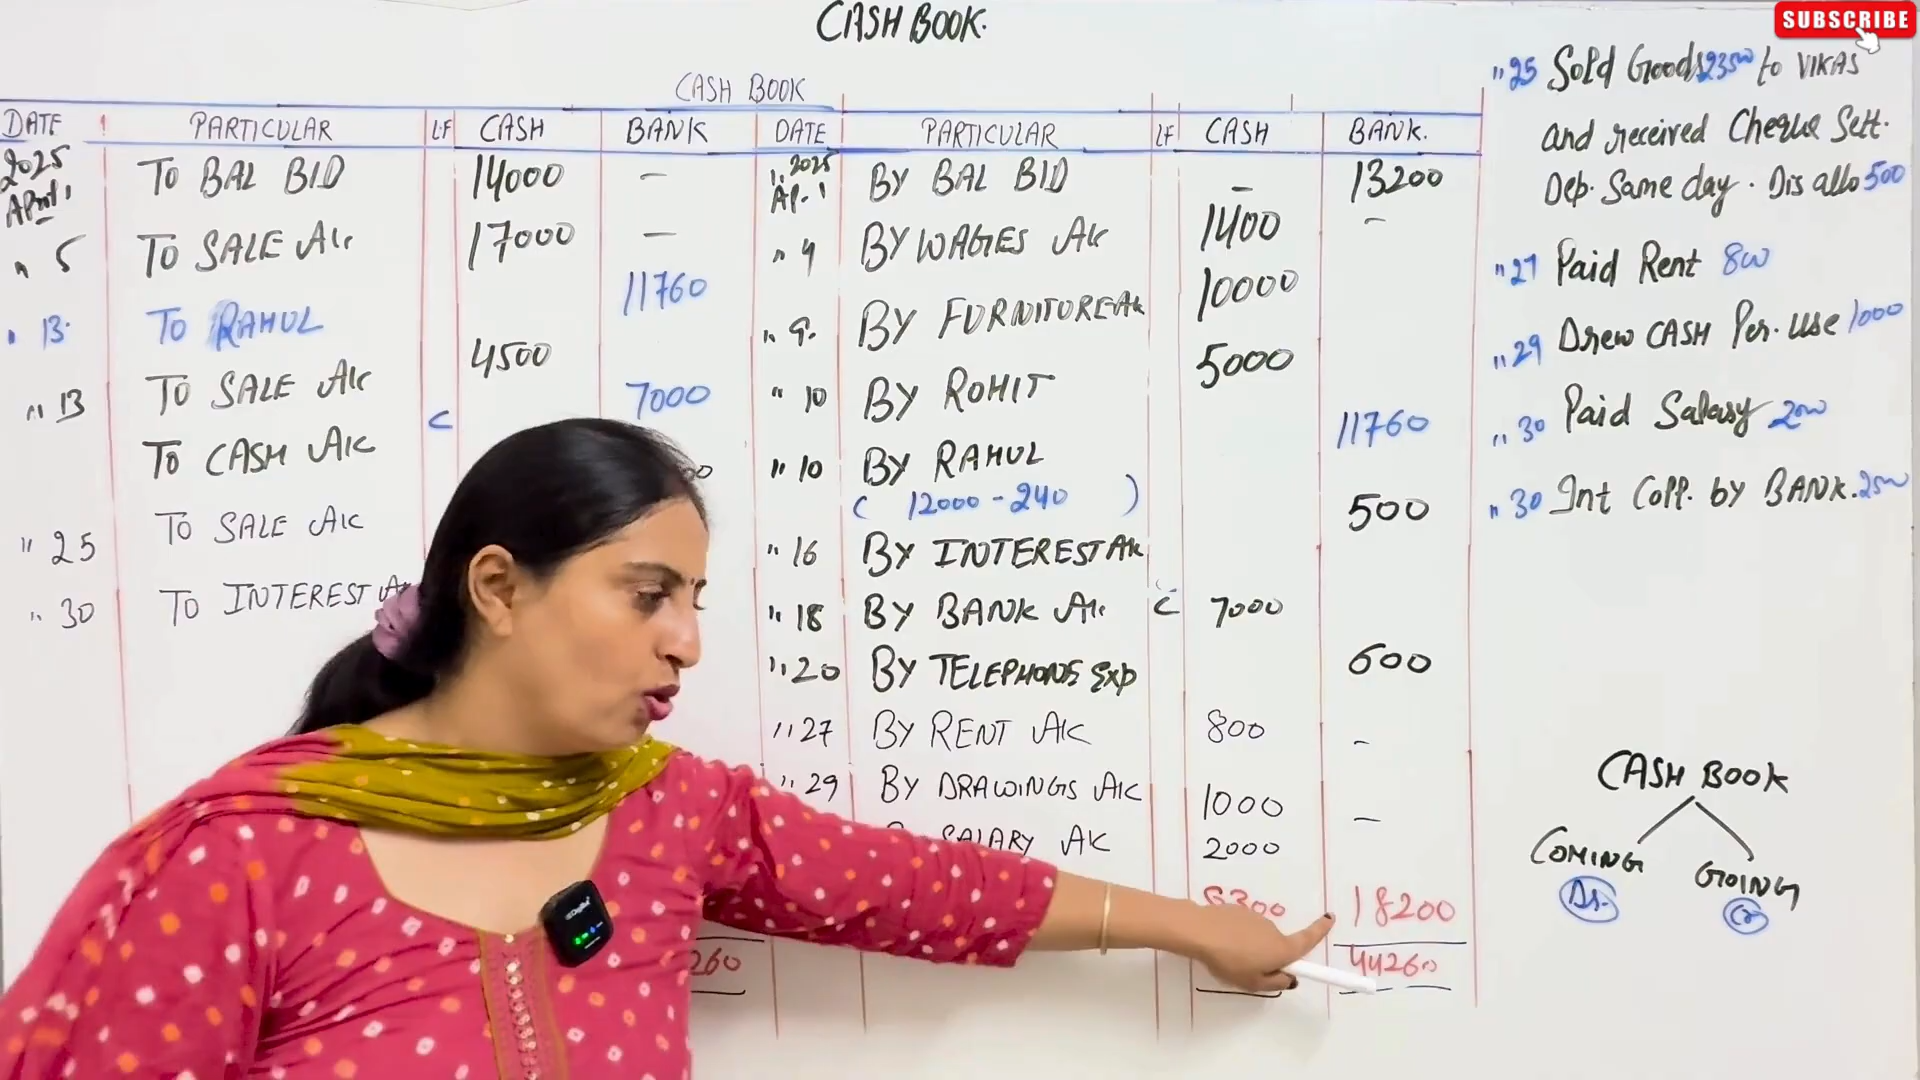 CASH BOOK.
SUBSCRIBE
CASH BOOK
DATE PARTICULAR LF CASH BANK DATE PARTICULAR LF CASH BANK.
2025 April 1 TO BAL B/D 14000 – 2025 Ap. 1 BY BAL B/D – 13200
" 5 TO SALE A/c 17000 – " 4 BY WAGES A/c 1400 –
" 13 TO RAHUL 11760 " 9. BY FURNITURE A/c 10000
" 13 TO SALE A/c 4500 7000 " 10 BY ROHIT 5000
TO CASH A/c C " 10 BY RAHUL 11760
( 12000 - 240 )
" 25 TO SALE A/c " 16 BY INTEREST A/c 500
" 30 TO INTEREST " 18 BY BANK A/c C 7000
" 20 BY TELEPHONE Exp 600
" 27 BY RENT A/c 800 –
" 29 BY DRAWINGS A/c 1000 –
SALARY A/c 2000
18200
260 44260
" 25 Sold Goods to VIKAS
and received Cheque Sett.
Dep. Same day. Dis allo 500
" 27 Paid Rent 800
" 29 Drew CASH Per. Use 1000
" 30 Paid Salary
" 30 Int Coll. by BANK.
CASH BOOK
COMING GOING
Dr. Cr